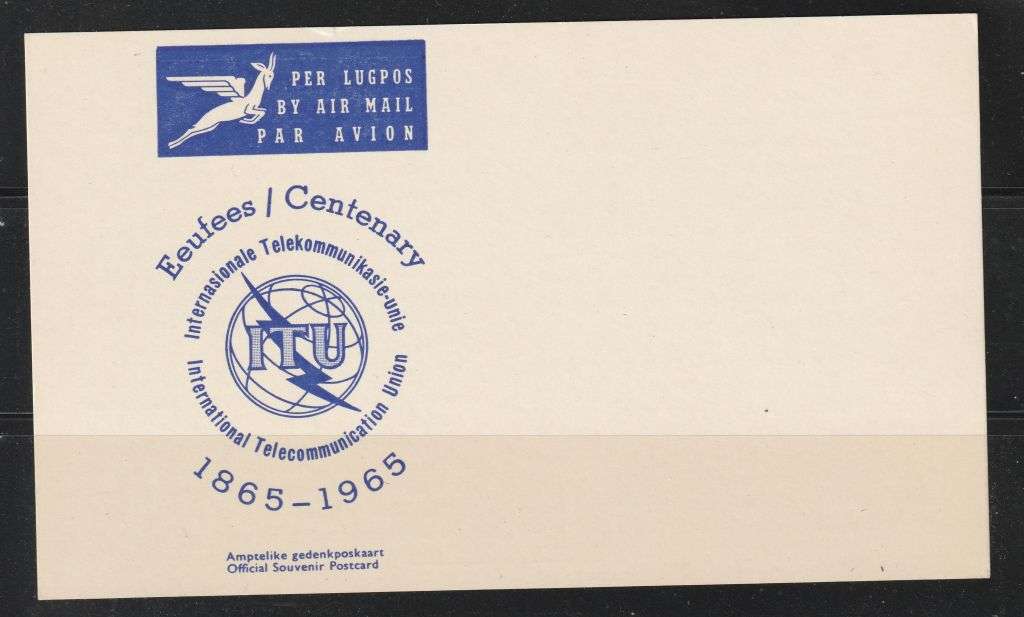 PER LUGPOS
BY AIR MAIL
PAR AVION
Eeufees / Centenary
Internasionale Telekommunikasie-unie
ITU
International Telecommunication Union
1865-1965
Amptelike gedenkposkaart
Official Souvenir Postcard